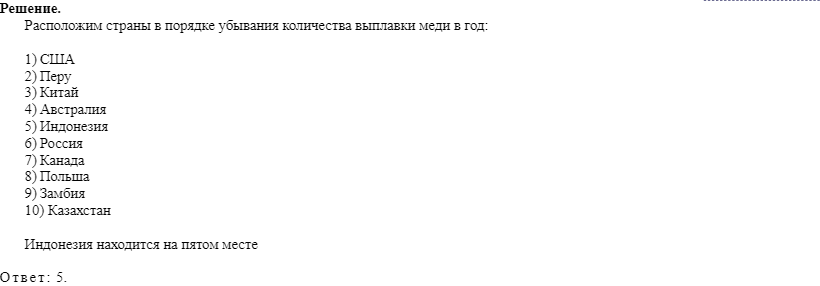 Решение.
Расположим страны в порядке убывания количества выплавки меди в год:
1) США
2) Перу
3) Китай
4) Австралия
5) Индонезия
6) Россия
7) Канада
8) Польша
9) Замбия
10) Казахстан
Индонезия находится на пятом месте
Ответ: 5.